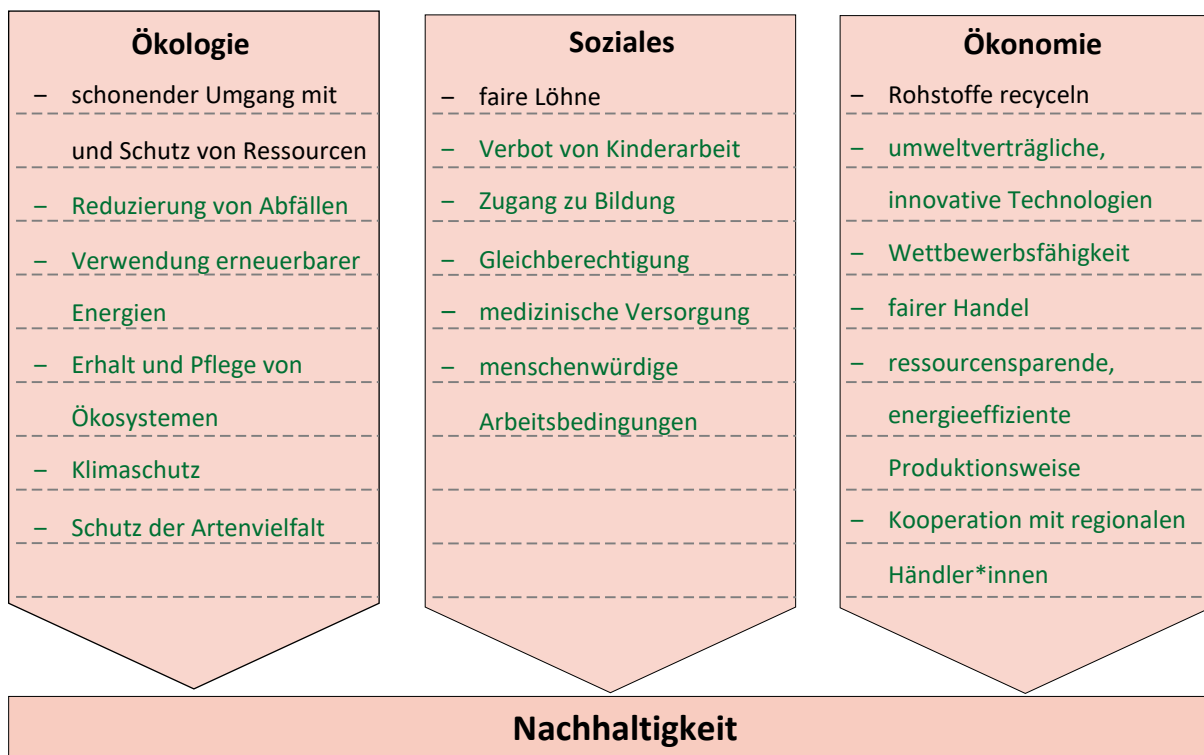 Ökologie
– schonender Umgang mit
und Schutz von Ressourcen
– Reduzierung von Abfällen
– Verwendung erneuerbarer
Energien
– Erhalt und Pflege von
Ökosystemen
– Klimaschutz
– Schutz der Artenvielfalt
Soziales
– faire Löhne
– Verbot von Kinderarbeit
– Zugang zu Bildung
– Gleichberechtigung
– medizinische Versorgung
– menschenwürdige
Arbeitsbedingungen
Ökonomie
– Rohstoffe recyceln
– umweltverträgliche,
innovative Technologien
– Wettbewerbsfähigkeit
– fairer Handel
– ressourcensparende,
energieeffiziente
Produktionsweise
– Kooperation mit regionalen
Händler*innen
Nachhaltigkeit